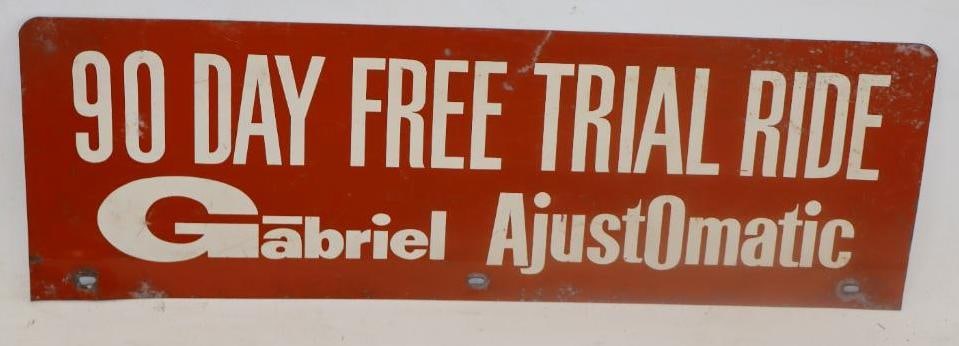 90 DAY FREE TRIAL RIDE
Gābriel AjustOmatic